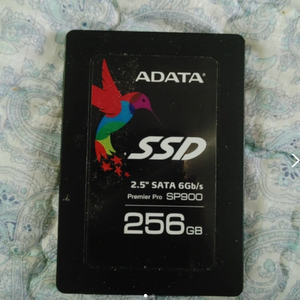 ADATA
SSD
2.5" SATA 6Gb/s
Premier Pro SP900
256GB